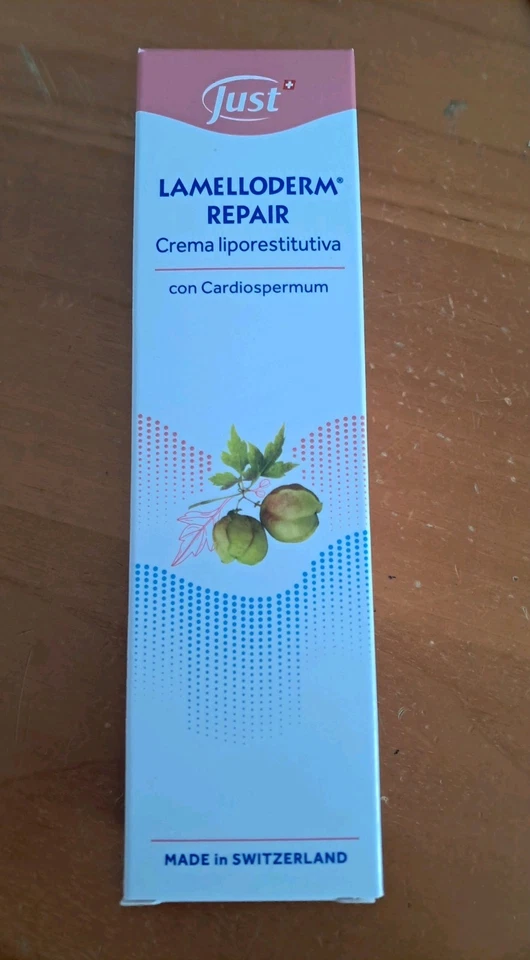 Just
LAMELLODERM®
REPAIR
Crema liporestitutiva
con Cardiospermum
MADE in SWITZERLAND